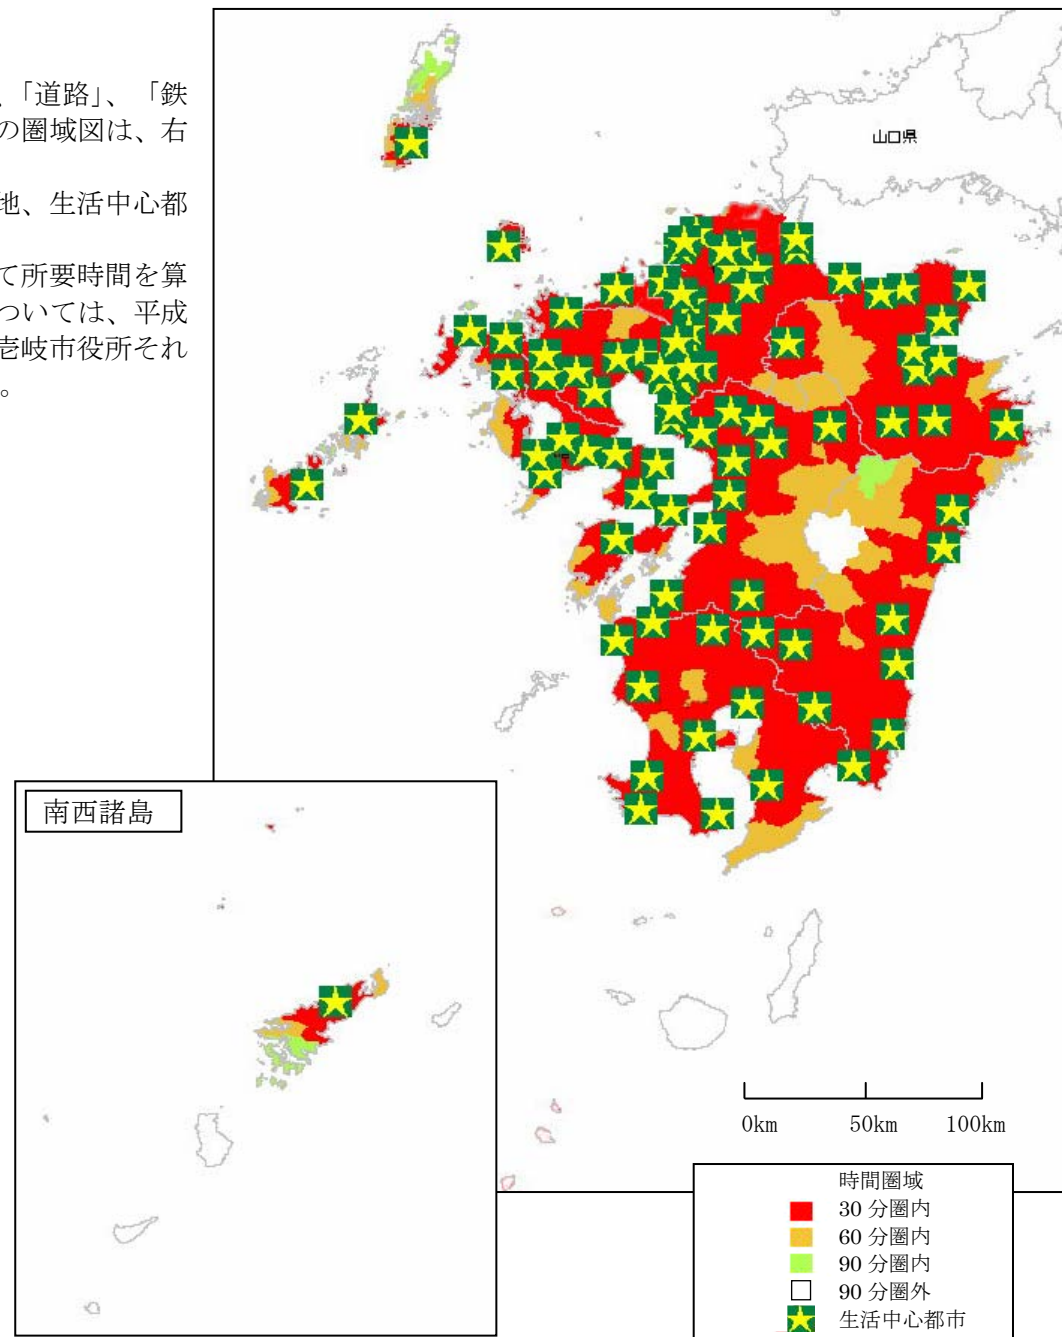 、「道路」、「鉄
の圏域図は、右
地、生活中心都
て所要時間を算
ついては、平成
壱岐市役所それ
。
山口県
南西諸島
0km 50km 100km
時間圏域
30 分圏内
60 分圏内
90 分圏内
90 分圏外
生活中心都市